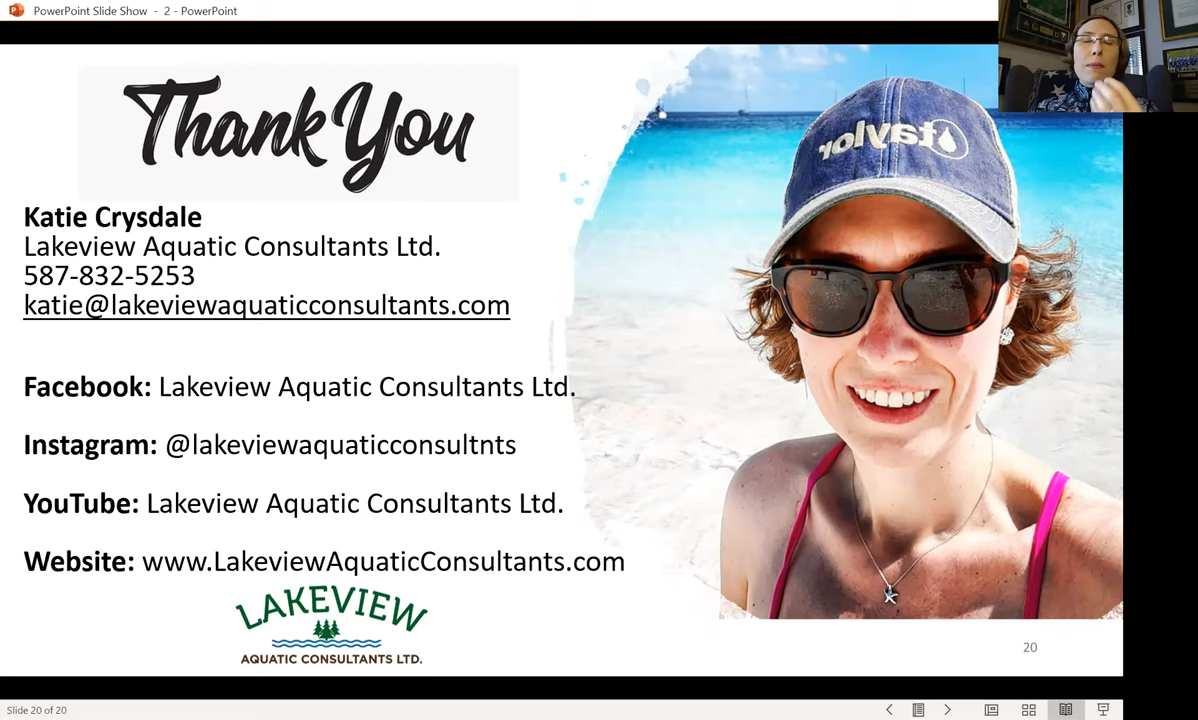 PowerPoint Slide Show - 2 - PowerPoint
Thank You
taylor
Katie Crysdale
Lakeview Aquatic Consultants Ltd.
587-832-5253
katie@lakeviewaquaticconsultants.com
Facebook: Lakeview Aquatic Consultants Ltd.
Instagram: @lakeviewaquaticconsultnts
YouTube: Lakeview Aquatic Consultants Ltd.
Website: www.LakeviewAquaticConsultants.com
LAKEVIEW
AQUATIC CONSULTANTS LTD.
20
Slide 20 of 20